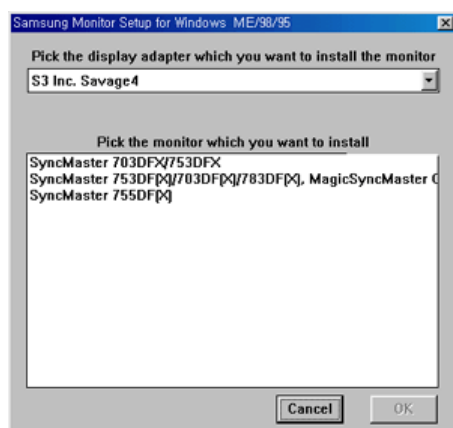 Samsung Monitor Setup for Windows ME/98/95
Pick the display adapter which you want to install the monitor
S3 Inc. Savage4
Pick the monitor which you want to install
SyncMaster 703DFX/753DFX
SyncMaster 753DF[X]/703DF[X]/783DF[X], MagicSyncMaster
SyncMaster 755DF[X]
Cancel
OK